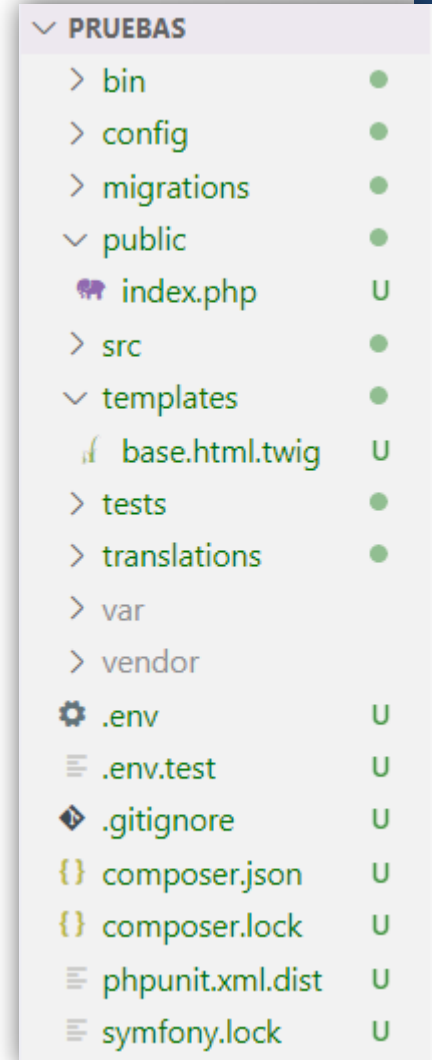 PRUEBAS
bin
config
migrations
public
index.php U
src
templates
base.html.twig U
tests
translations
var
vendor
.env U
.env.test U
.gitignore U
{} composer.json U
{} composer.lock U
phpunit.xml.dist U
symfony.lock U